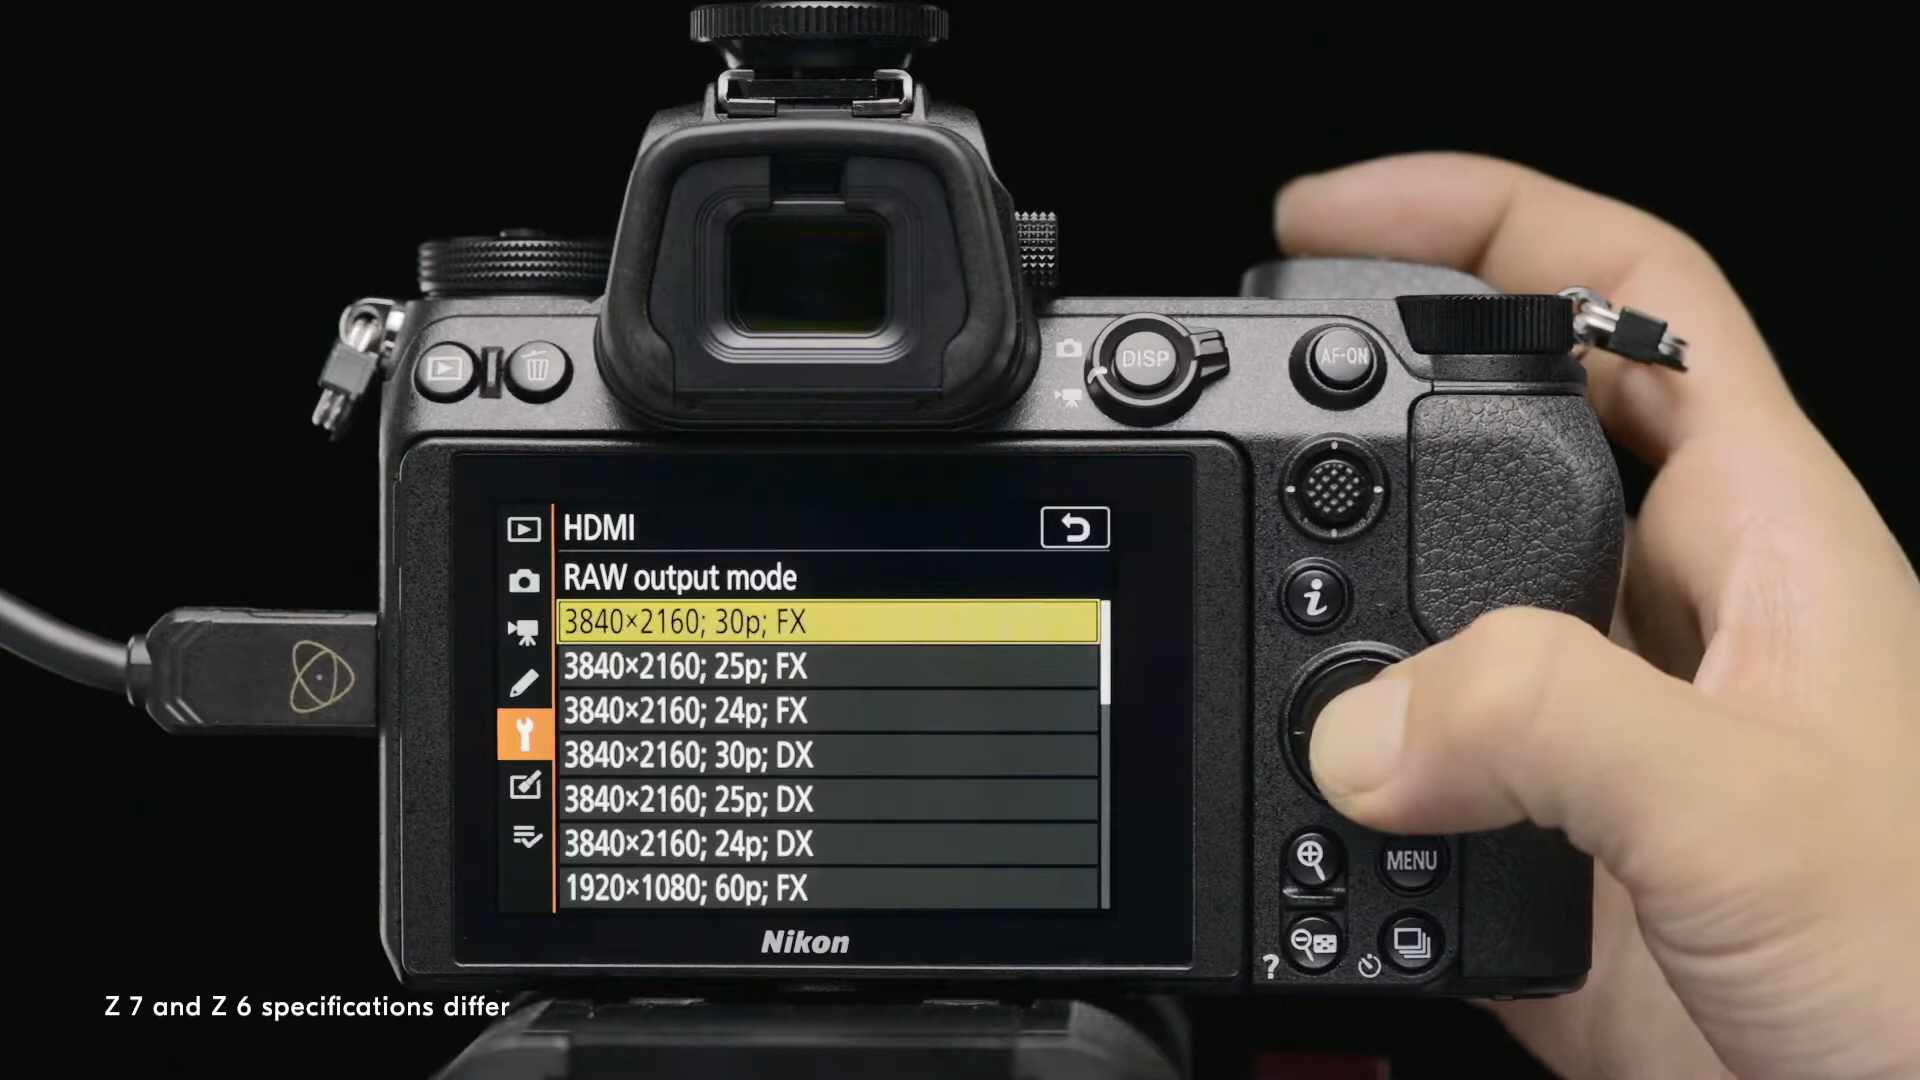 DISP
AF-ON
HDMI
RAW output mode
3840×2160; 30p; FX
3840×2160; 25p; FX
3840×2160; 24p; FX
3840×2160; 30p; DX
3840×2160; 25p; DX
3840×2160; 24p; DX
1920×1080; 60p; FX
i
MENU
?
Nikon
Z 7 and Z 6 specifications differ